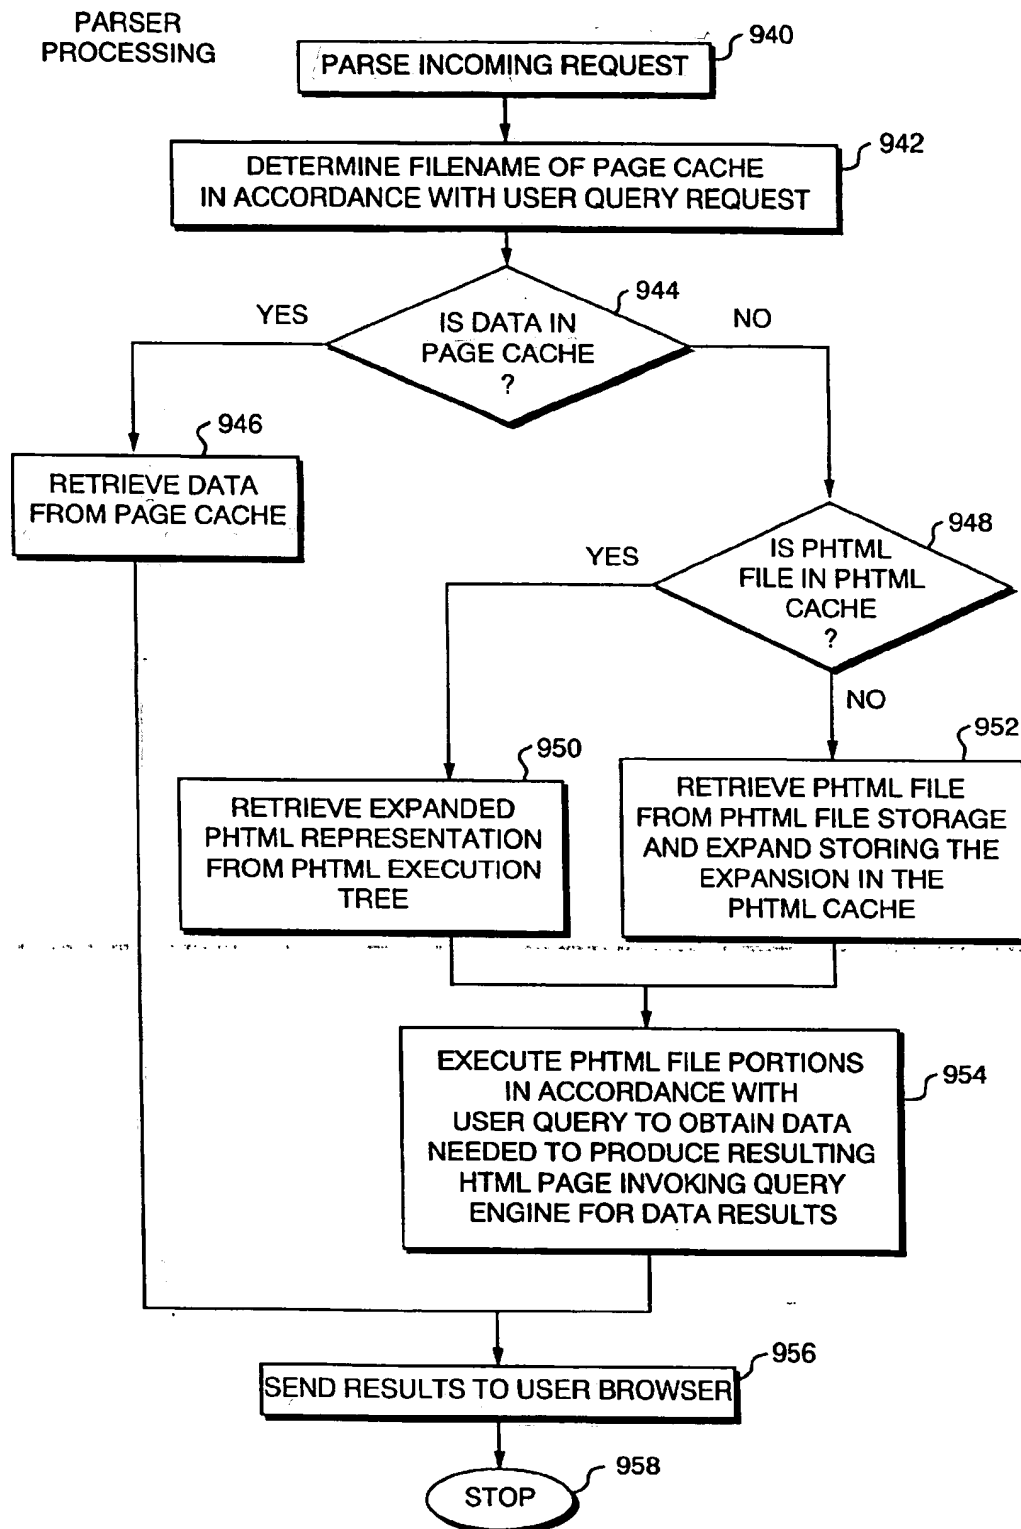 PARSER
PROCESSING
940
PARSE INCOMING REQUEST
942
DETERMINE FILENAME OF PAGE CACHE
IN ACCORDANCE WITH USER QUERY REQUEST
944
YES
NO
IS DATA IN
PAGE CACHE
?
946
RETRIEVE DATA
FROM PAGE CACHE
948
YES
IS PHTML
FILE IN PHTML
CACHE
?
NO
950
RETRIEVE EXPANDED
PHTML REPRESENTATION
FROM PHTML EXECUTION
TREE
952
RETRIEVE PHTML FILE
FROM PHTML FILE STORAGE
AND EXPAND STORING THE
EXPANSION IN THE
PHTML CACHE
954
EXECUTE PHTML FILE PORTIONS
IN ACCORDANCE WITH
USER QUERY TO OBTAIN DATA
NEEDED TO PRODUCE RESULTING
HTML PAGE INVOKING QUERY
ENGINE FOR DATA RESULTS
956
SEND RESULTS TO USER BROWSER
958
STOP